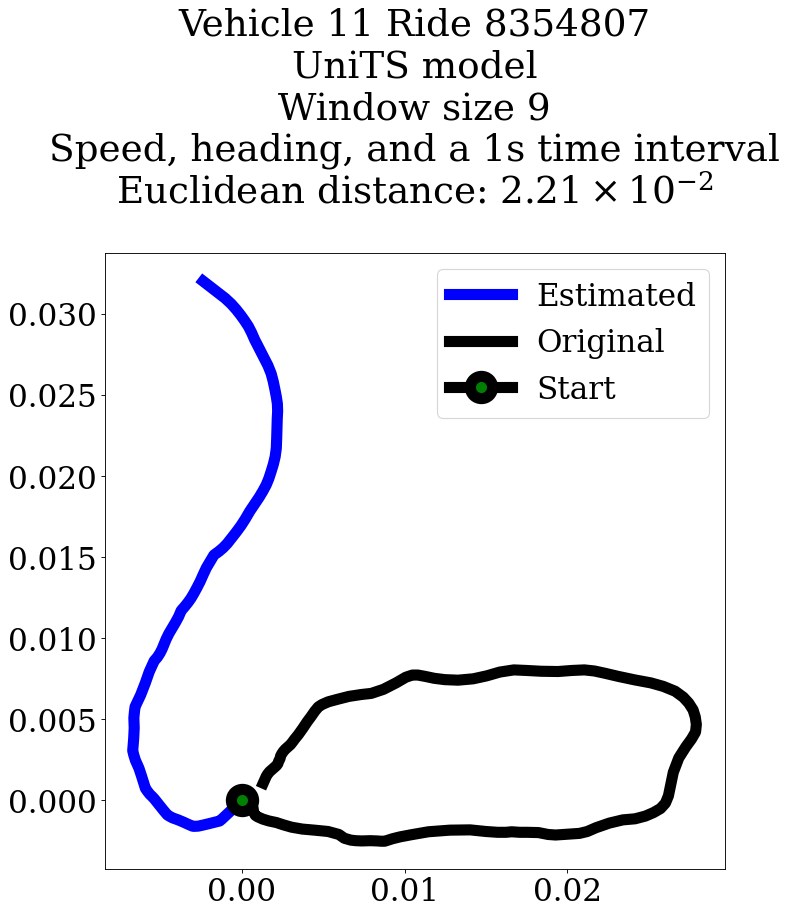 Vehicle 11 Ride 8354807
UniTS model
Window size 9
Speed, heading, and a 1s time interval
Euclidean distance: 2.21 × 10⁻²
Estimated
Original
Start
0.030
0.025
0.020
0.015
0.010
0.005
0.000
0.00 0.01 0.02